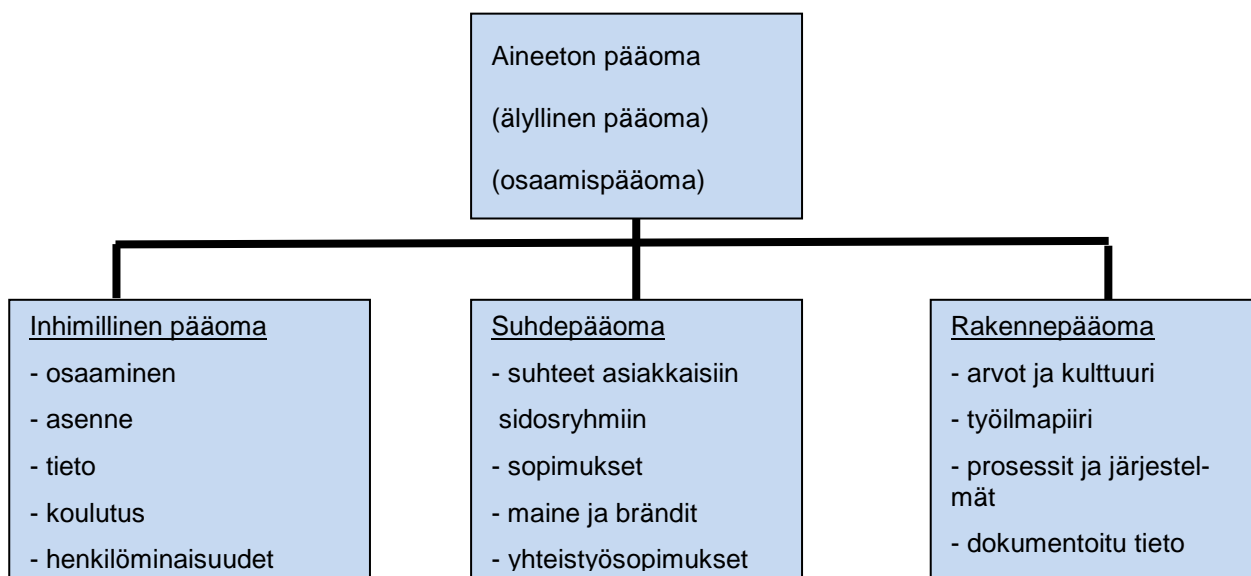 Aineeton pääoma
(älyllinen pääoma)
(osaamispääoma)
Inhimillinen pääoma
- osaaminen
- asenne
- tieto
- koulutus
- henkilöminaisuudet
Suhdepääoma
- suhteet asiakkaisiin
sidosryhmiin
- sopimukset
- maine ja brändit
- yhteistyösopimukset
Rakennepääoma
- arvot ja kulttuuri
- työilmapiiri
- prosessit ja järjestel-
mät
- dokumentoitu tieto